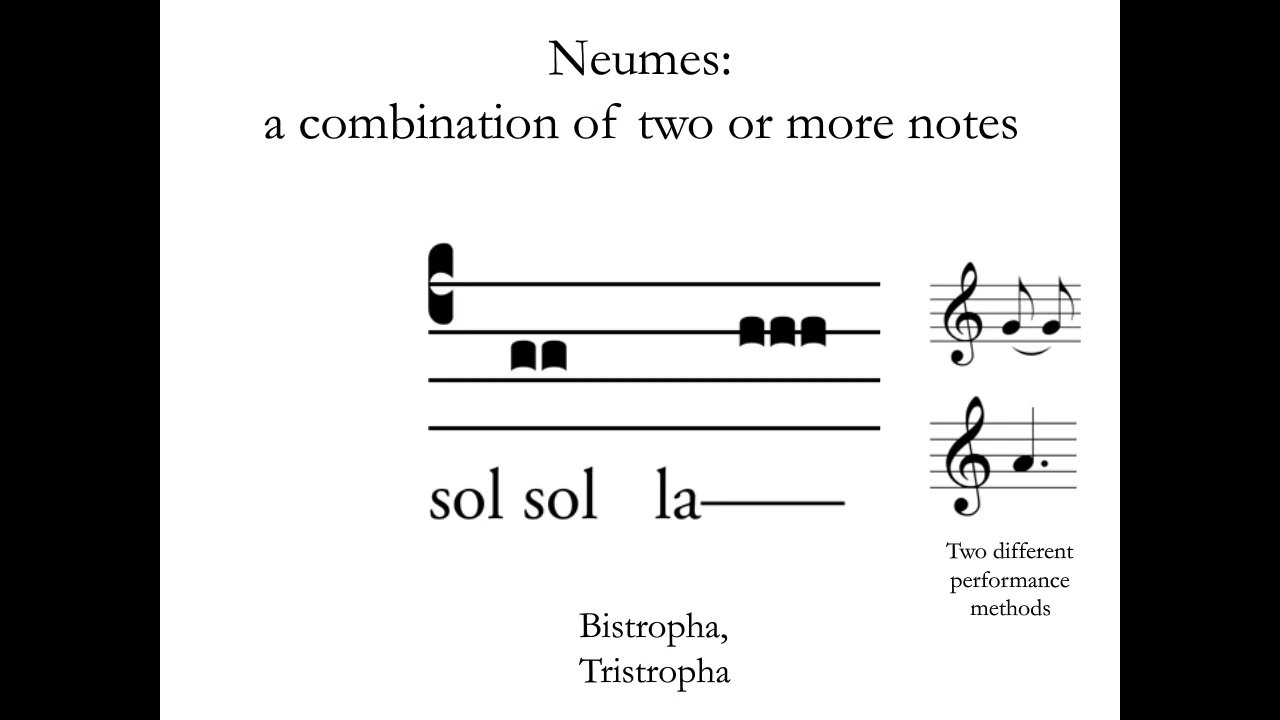 Neumes:
a combination of two or more notes
sol sol la
Two different
performance
methods
Bistropha,
Tristropha